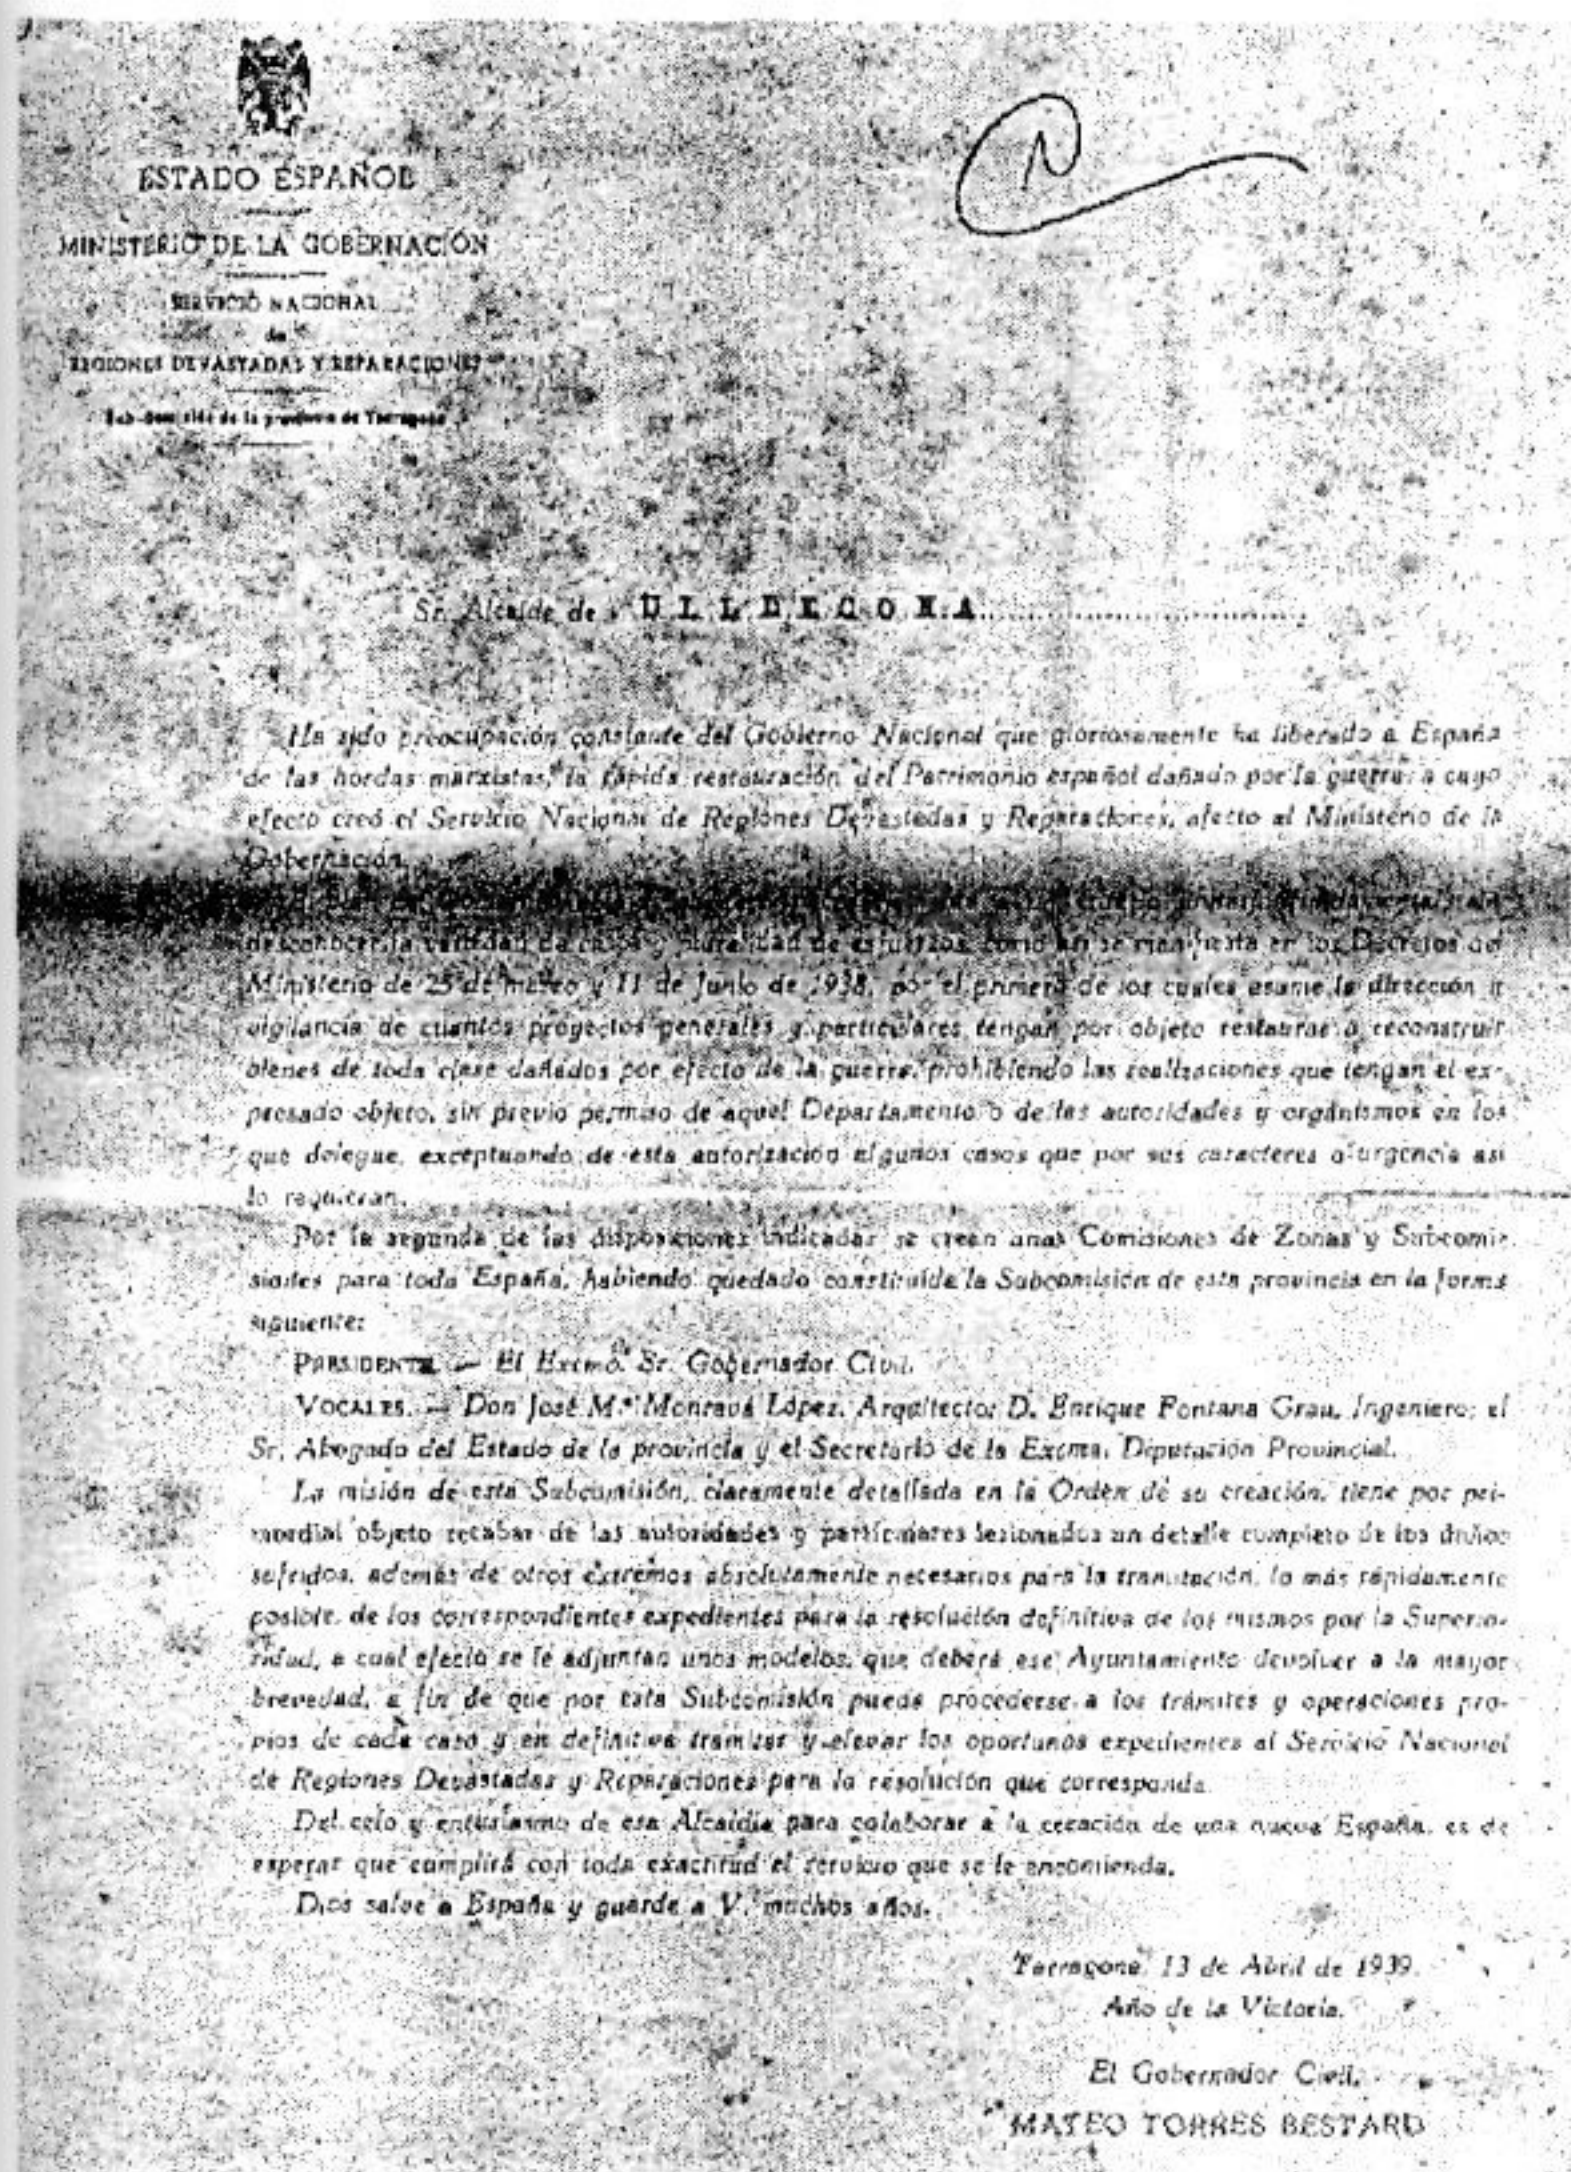 ESTADO ESPAÑOL
MINISTERIO DE LA GOBERNACIÓN
SERVICIO NACIONAL
de
REGIONES DEVASTADAS Y REPARACIONES
Sub-Comisión de la provincia de Tarragona
Sr. Alcalde de ULLDECONA
Ha sido preocupación constante del Gobierno Nacional que gloriosamente ha liberado a España
de las hordas marxistas, la rápida restauración del Patrimonio español dañado por la guerra, a cuyo
efecto creó el Servicio Nacional de Regiones Devastadas y Reparaciones, afecto al Ministerio de la
Gobernación.
desconocer la variedad de casos y pluralidad de esfuerzos, como así se manifiesta en los Decretos del
Ministerio de 25 de marzo y 11 de Junio de 1938, por el primero de los cuales asume la dirección y
vigilancia de cuantos proyectos generales y particulares tengan por objeto restaurar o reconstruir
bienes de toda clase dañados por efecto de la guerra, prohibiendo las realizaciones que tengan el ex-
presado objeto, sin previo permiso de aquel Departamento o de las autoridades y organismos en los
que delegue, exceptuando de esta autorización algunos casos que por sus caracteres o urgencia así
lo requieran.
Por la segunda de las disposiciones indicadas se crean unas Comisiones de Zonas y Subcomi-
siones para toda España, habiendo quedado constituída la Subcomisión de esta provincia en la forma
siguiente:
PRESIDENTE. — El Excmo. Sr. Gobernador Civil.
VOCALES. — Don José M.ª Monravá López, Arquitecto; D. Enrique Fontana Grau, Ingeniero; el
Sr. Abogado del Estado de la provincia y el Secretario de la Excma. Diputación Provincial.
La misión de esta Subcomisión, claramente detallada en la Orden de su creación, tiene por pri-
mordial objeto recabar de las autoridades y particulares lesionados un detalle completo de los daños
sufridos, además de otros extremos absolutamente necesarios para la tramitación, lo más rápidamente
posible, de los correspondientes expedientes para la resolución definitiva de los mismos por la Superio-
ridad, a cual efecto se le adjuntan unos modelos, que deberá ese Ayuntamiento devolver a la mayor
brevedad, a fin de que por esta Subcomisión pueda procederse a los trámites y operaciones pro-
pios de cada caso y en definitiva tramitar y elevar los oportunos expedientes al Servicio Nacional
de Regiones Devastadas y Reparaciones para la resolución que corresponda.
Del celo y entusiasmo de esa Alcaldía para colaborar a la creación de una nueva España, es de
esperar que cumplirá con toda exactitud el servicio que se le encomienda.
Dios salve a España y guarde a V. muchos años.
Tarragona, 13 de Abril de 1939.
Año de la Victoria.
El Gobernador Civil,
MATEO TORRES BESTARD